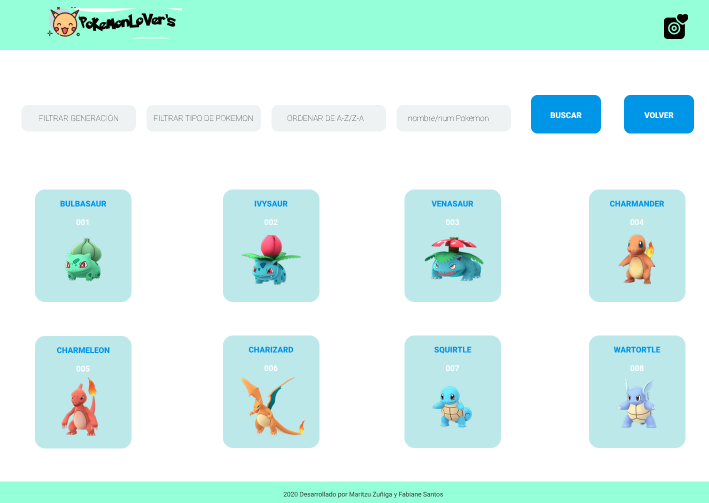 PoKeMonLoVer's
FILTRAR GENERACIÓN
FILTRAR TIPO DE POKEMON
ORDENAR DE A-Z/Z-A
nombre/num Pokemon
BUSCAR
VOLVER
BULBASAUR
001
IVYSAUR
002
VENASAUR
003
CHARMANDER
004
CHARMELEON
005
CHARIZARD
006
SQUIRTLE
007
WARTORTLE
008
2020 Desarrollado por Maritzu Zuñiga y Fabiane Santos